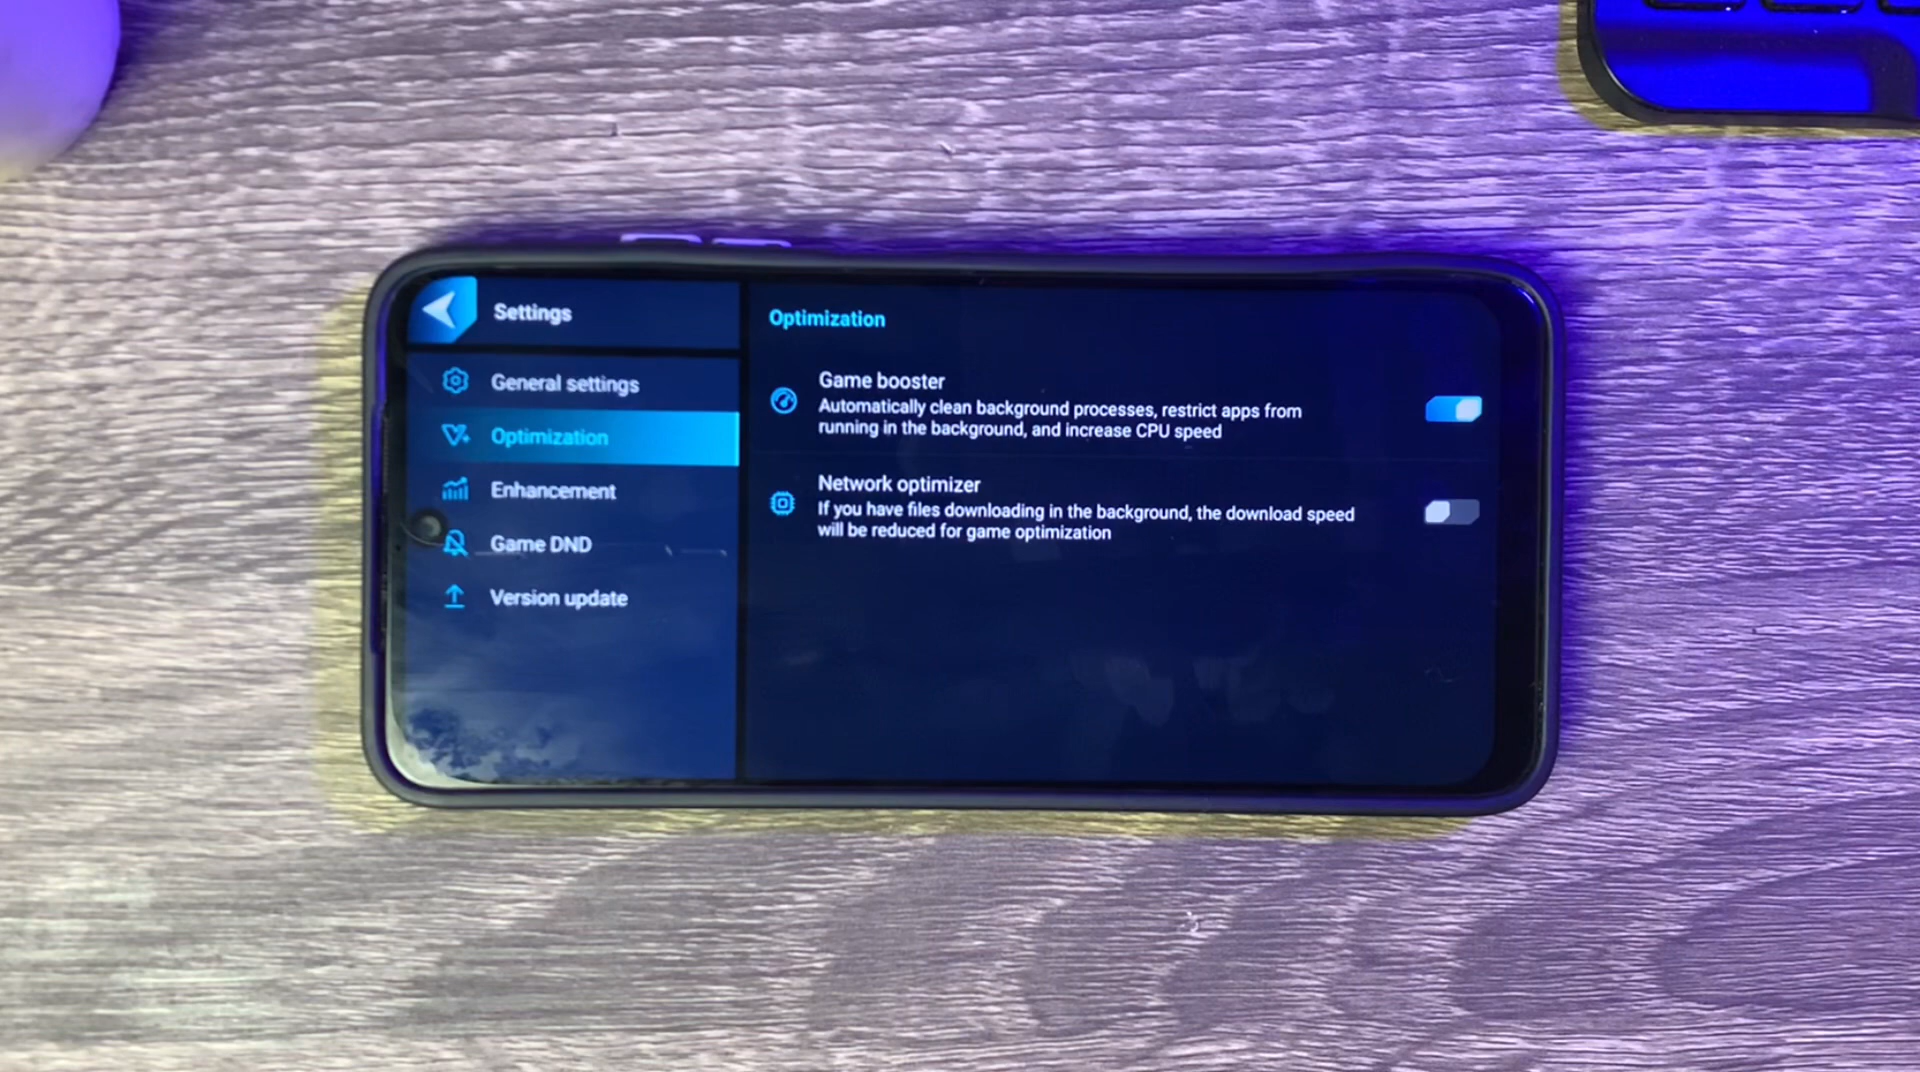 Settings
General settings
Optimization
Enhancement
Game DND
Version update
Optimization
Game booster
Automatically clean background processes, restrict apps from
running in the background, and increase CPU speed
Network optimizer
If you have files downloading in the background, the download speed
will be reduced for game optimization